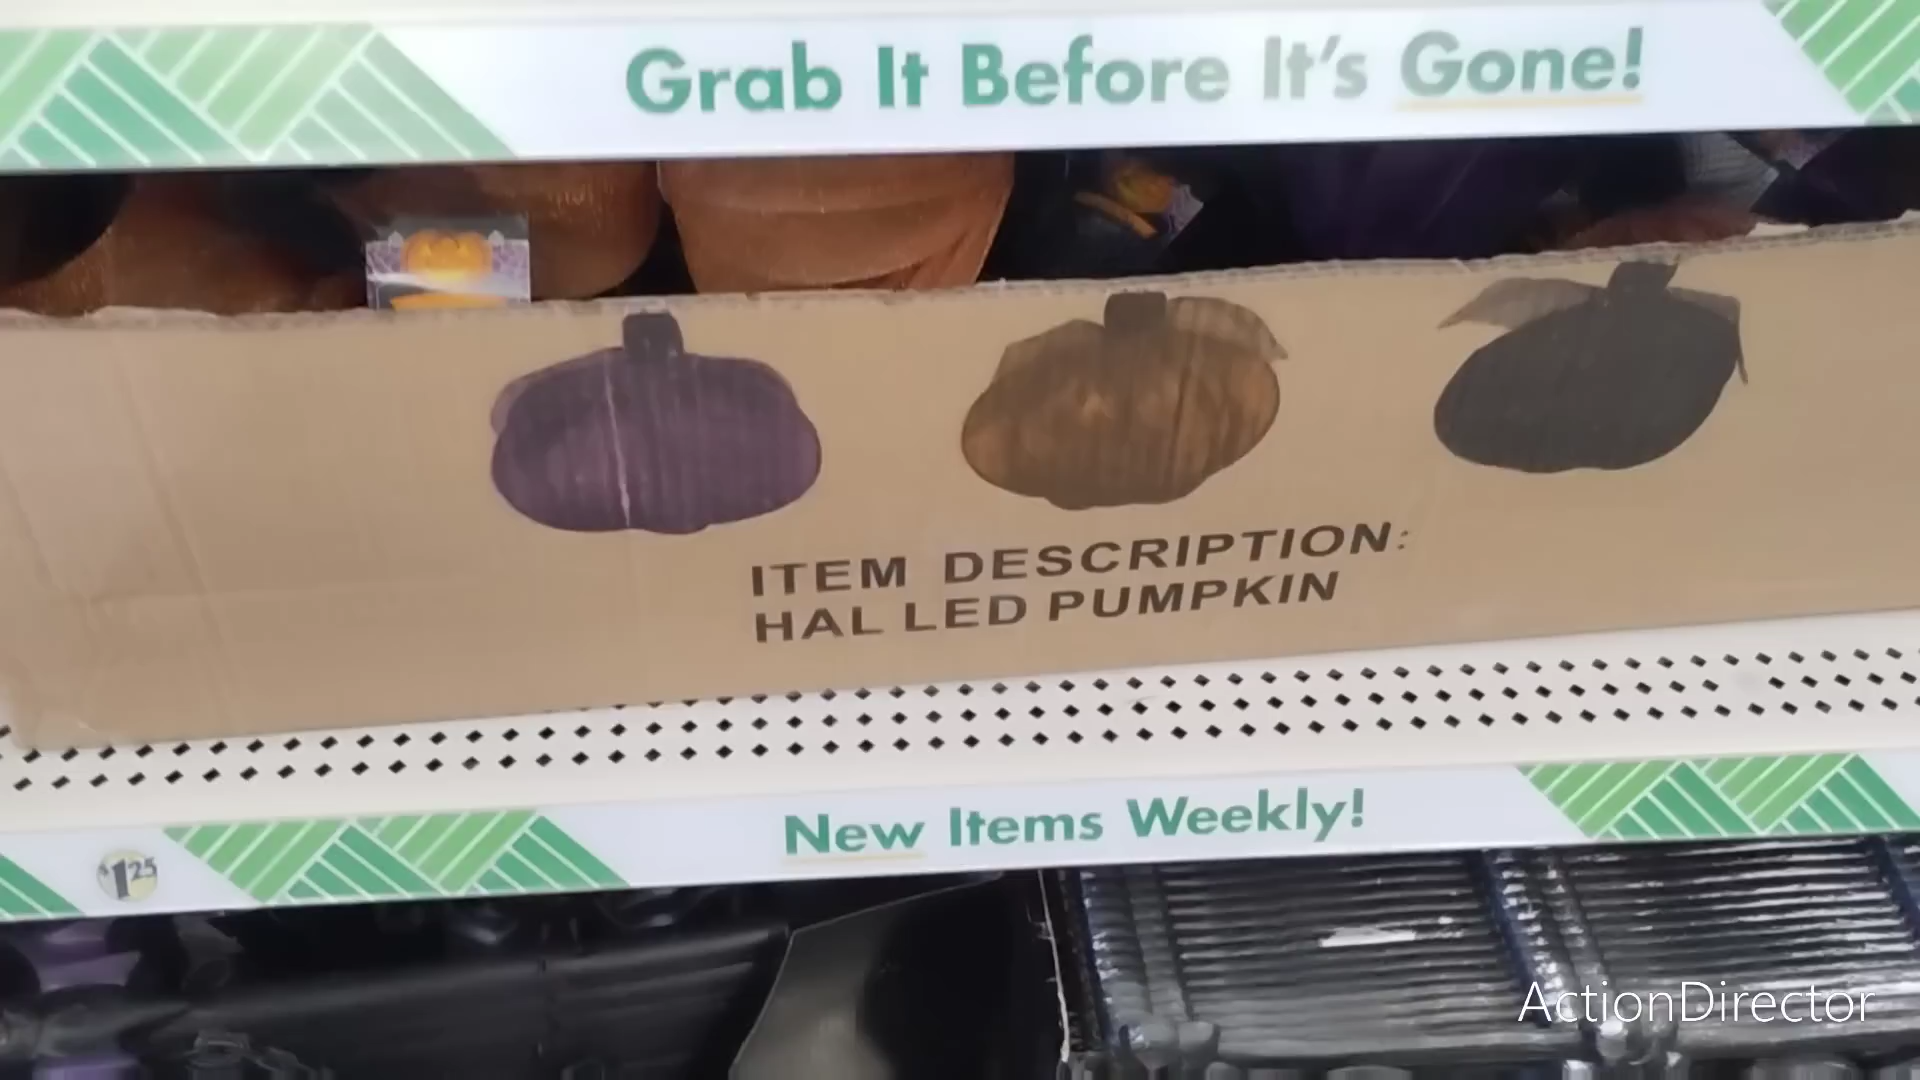 Grab It Before It's Gone!
ITEM DESCRIPTION:
HAL LED PUMPKIN
New Items Weekly!
$1.25
ActionDirector